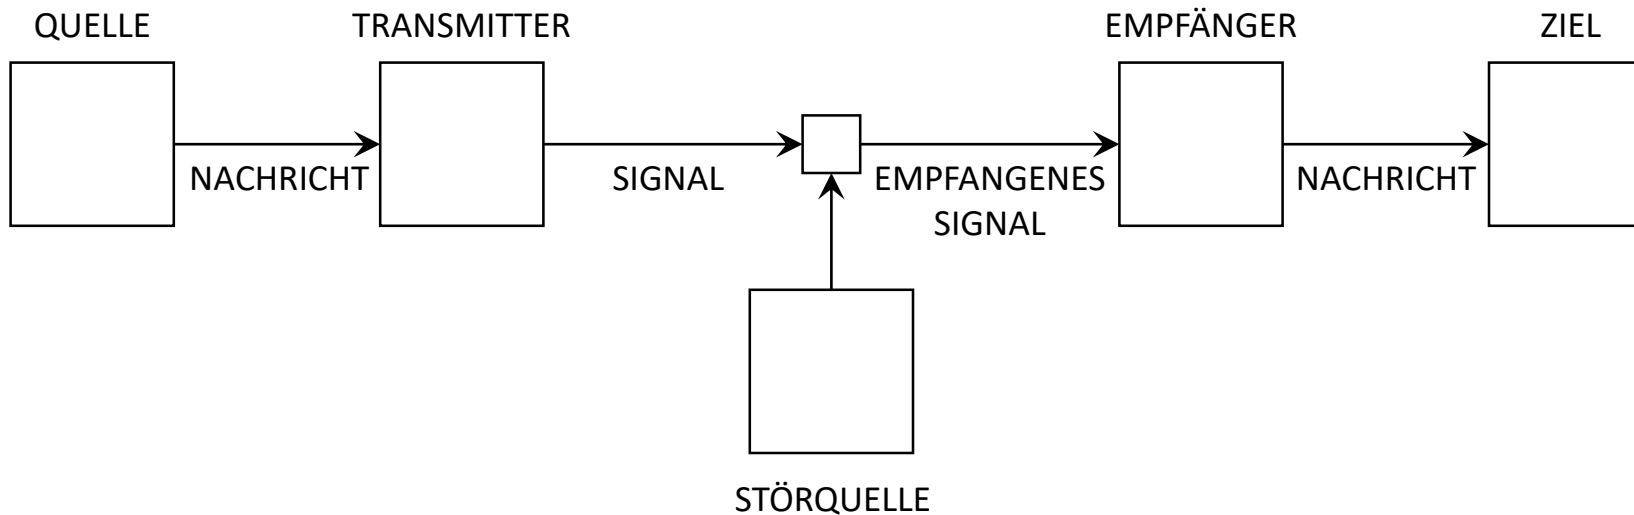 QUELLE
TRANSMITTER
EMPFÄNGER
ZIEL
NACHRICHT
SIGNAL
EMPFANGENES
SIGNAL
NACHRICHT
STÖRQUELLE